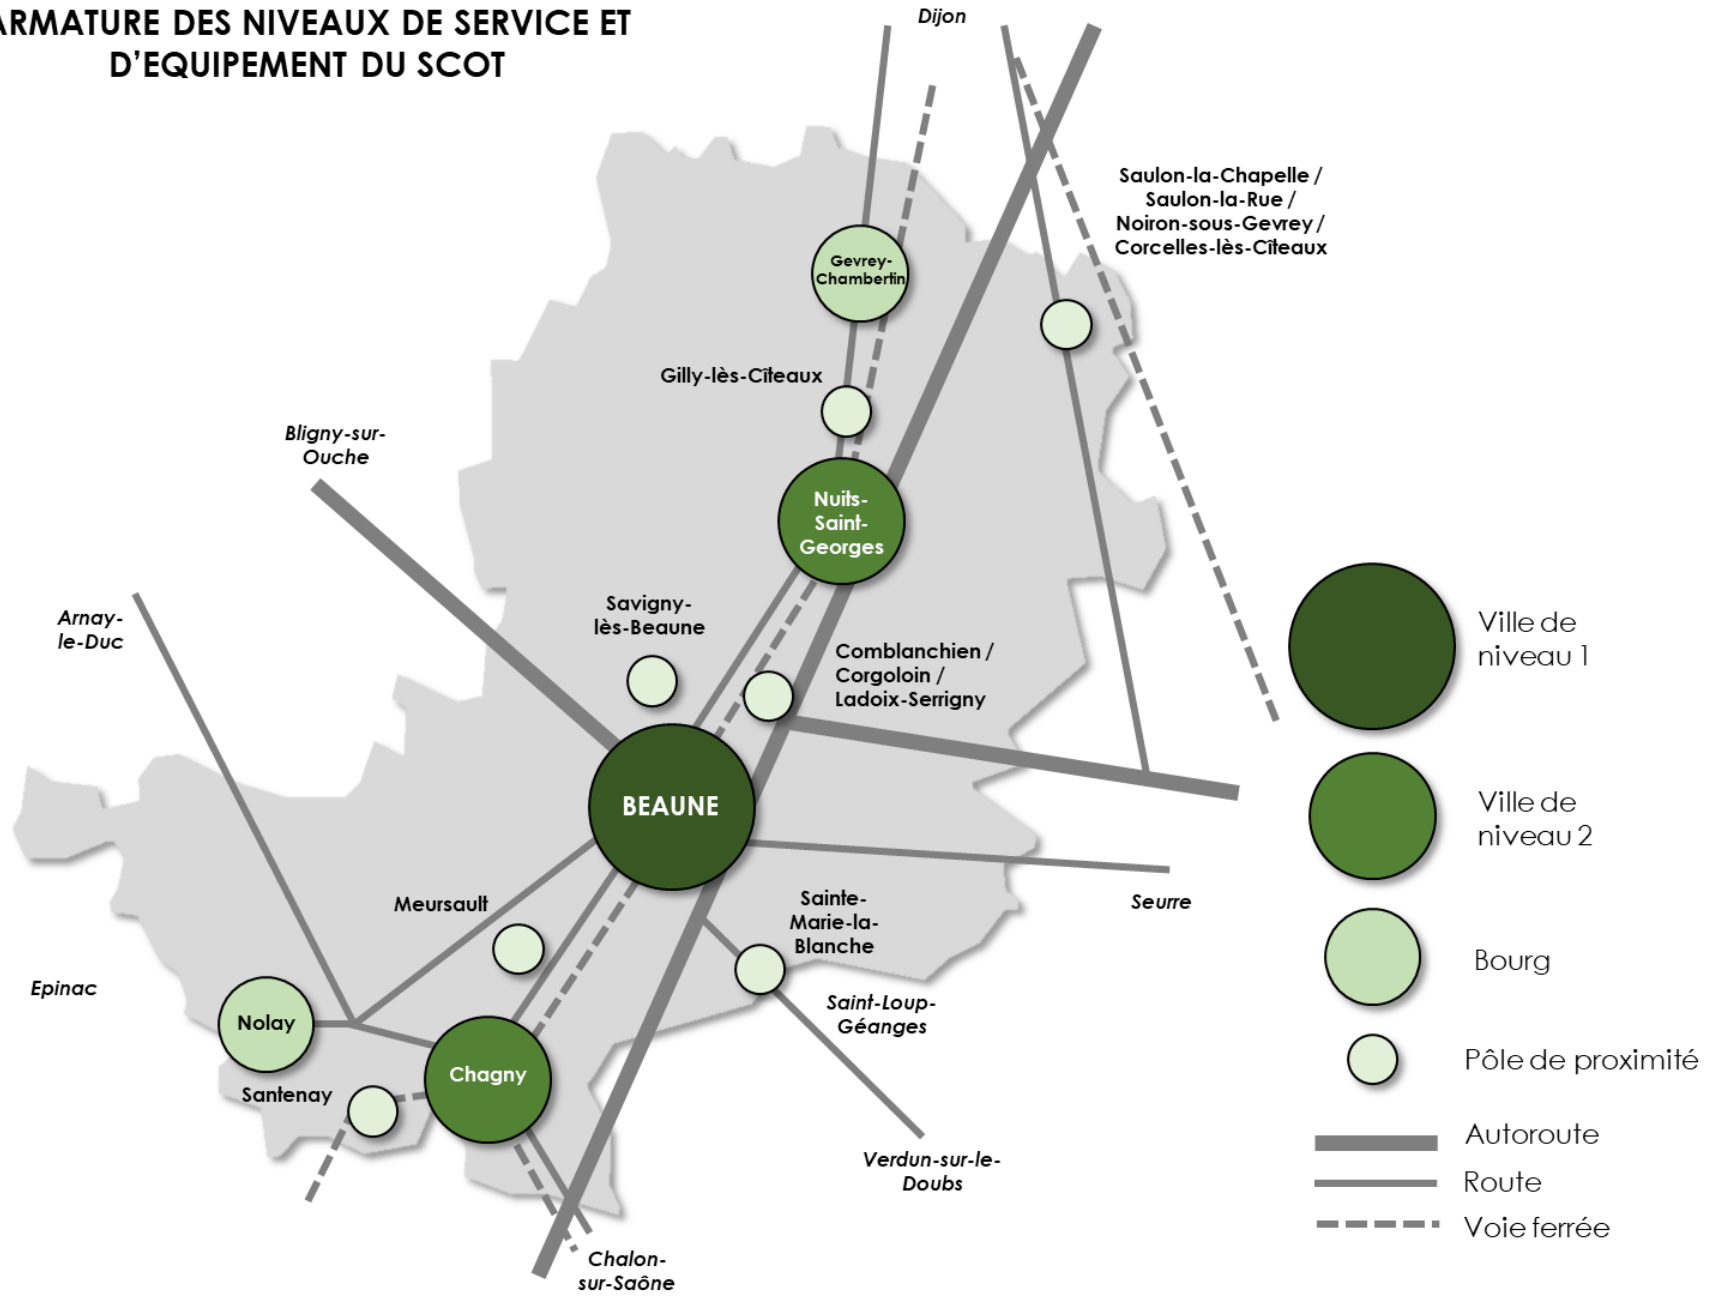 ARMATURE DES NIVEAUX DE SERVICE ET
D'EQUIPEMENT DU SCOT
Dijon
Saulon-la-Chapelle /
Saulon-la-Rue /
Noiron-sous-Gevrey /
Corcelles-lès-Cîteaux
Gevrey-
Chambertin
Gilly-lès-Cîteaux
Bligny-sur-
Ouche
Nuits-
Saint-
Georges
Arnay-
le-Duc
Savigny-
lès-Beaune
Comblanchien /
Corgoloin /
Ladoix-Serrigny
BEAUNE
Meursault
Sainte-
Marie-la-
Blanche
Seurre
Epinac
Nolay
Saint-Loup-
Géanges
Chagny
Santenay
Verdun-sur-le-
Doubs
Chalon-
sur-Saône
Ville de
niveau 1
Ville de
niveau 2
Bourg
Pôle de proximité
Autoroute
Route
Voie ferrée